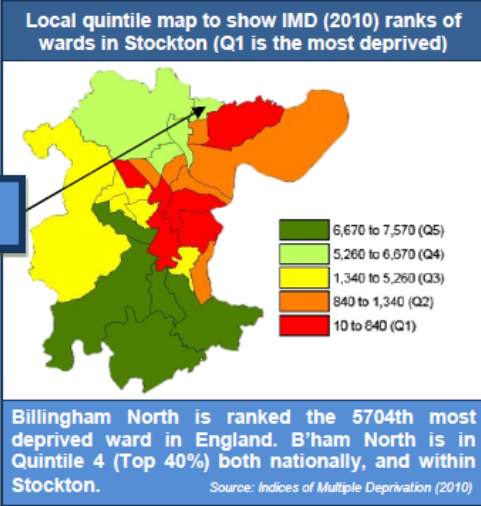 Local quintile map to show IMD (2010) ranks of
wards in Stockton (Q1 is the most deprived)
6,670 to 7,570 (Q5)
5,260 to 6,670 (Q4)
1,340 to 5,260 (Q3)
840 to 1,340 (Q2)
10 to 840 (Q1)
Billingham North is ranked the 5704th most
deprived ward in England. B'ham North is in
Quintile 4 (Top 40%) both nationally, and within
Stockton. Source: Indices of Multiple Deprivation (2010)